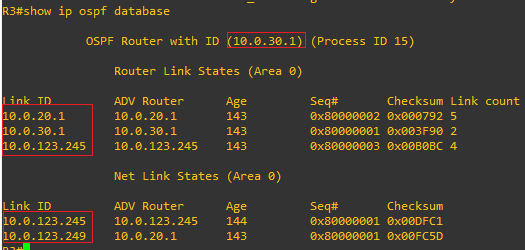 R3#show ip ospf database
OSPF Router with ID (10.0.30.1) (Process ID 15)
Router Link States (Area 0)
Link ID ADV Router Age Seq# Checksum Link count
10.0.20.1 10.0.20.1 143 0x80000002 0x000792 5
10.0.30.1 10.0.30.1 143 0x80000001 0x003F90 2
10.0.123.245 10.0.123.245 143 0x80000003 0x00B0BC 4
Net Link States (Area 0)
Link ID ADV Router Age Seq# Checksum
10.0.123.245 10.0.123.245 144 0x80000001 0x00DFC1
10.0.123.249 10.0.20.1 143 0x80000001 0x00FC5D
R3#